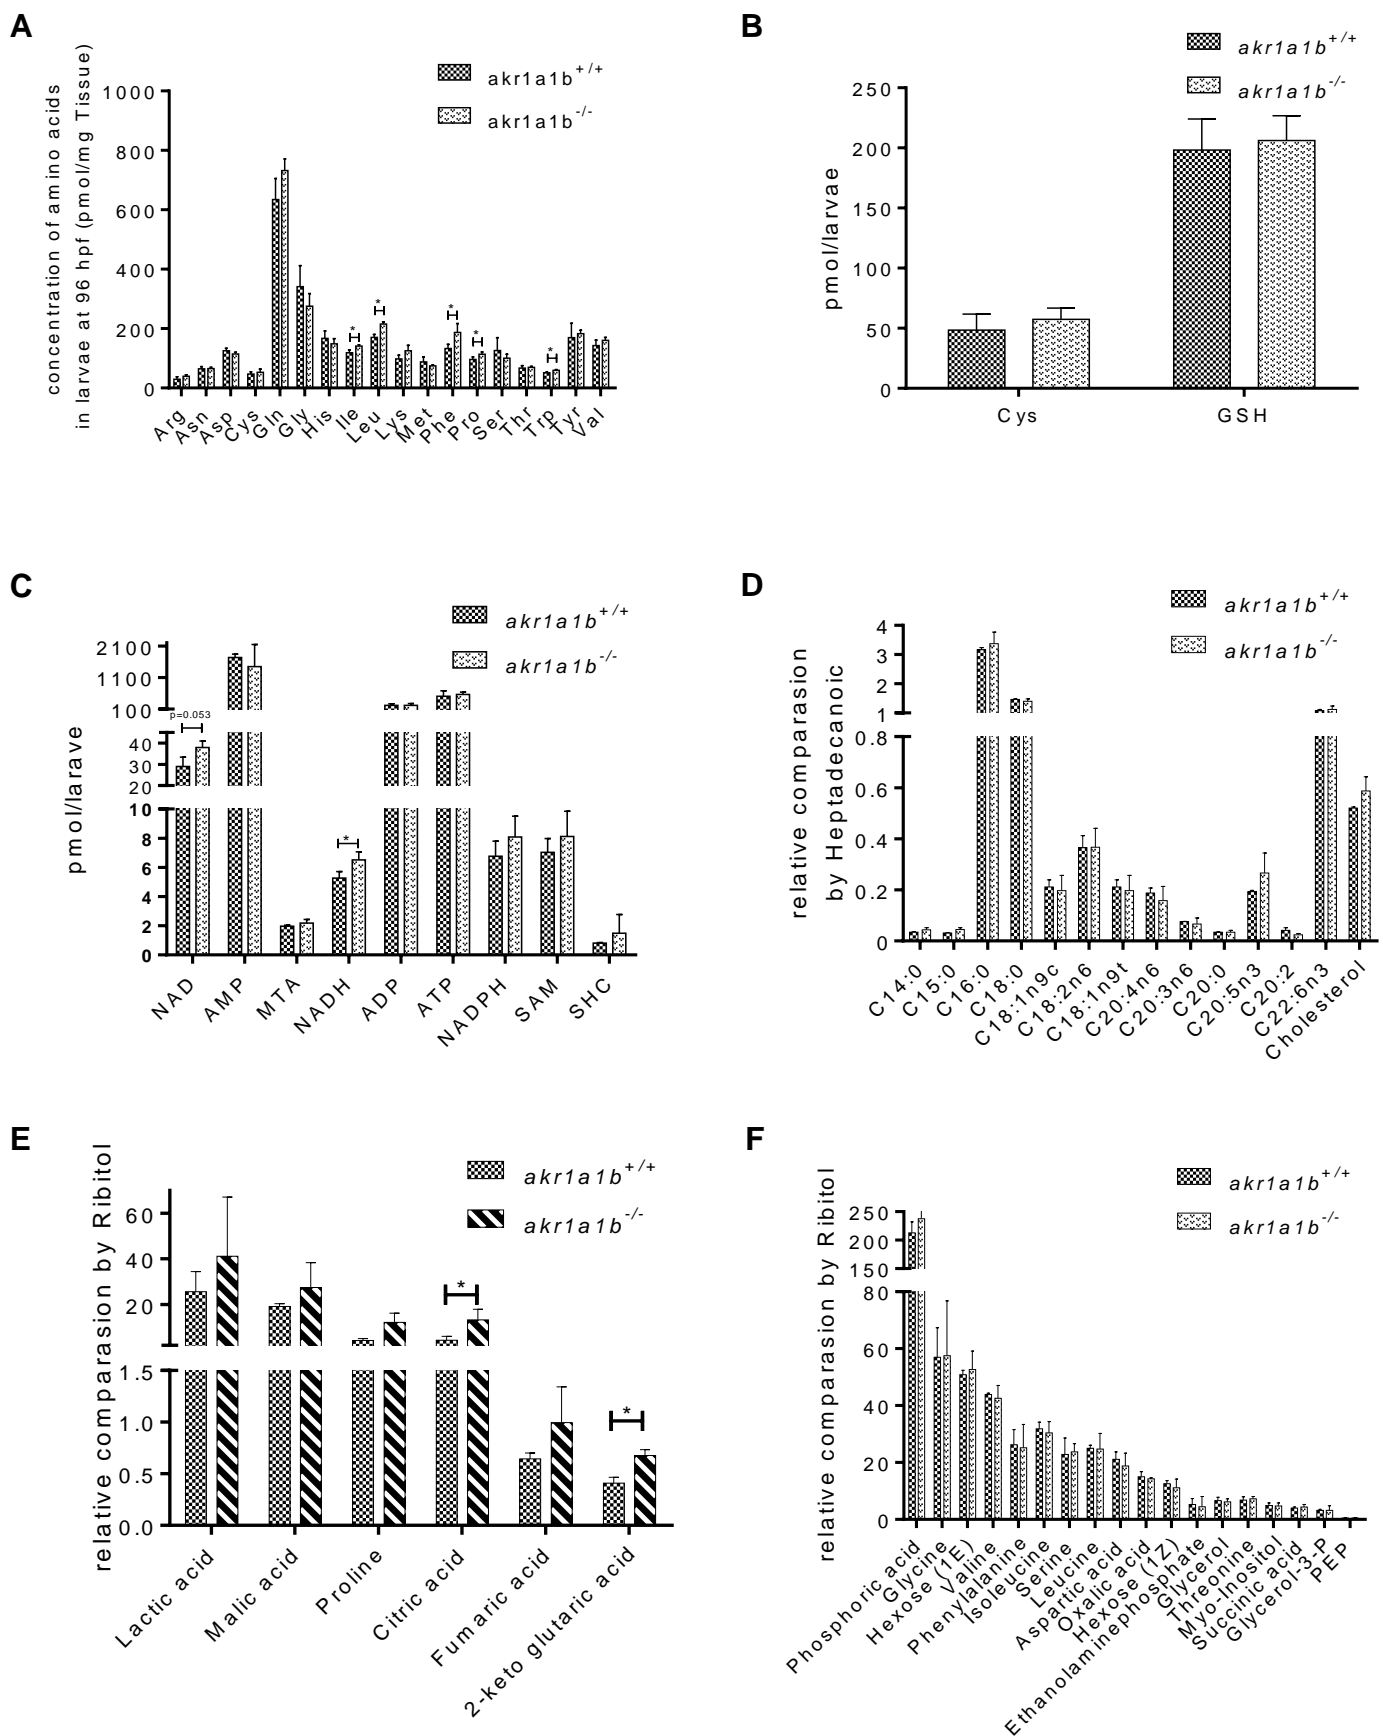 A
concentration of amino acids
in larvae at 96 hpf (pmol/mg Tissue)
akr1a1b+/+
akr1a1b-/-
1000
800
600
400
200
0
*
*
*
*
*
Arg
Asn
Asp
Cys
Gln
Gly
His
Ile
Leu
Lys
Met
Phe
Pro
Ser
Thr
Trp
Tyr
Val
B
akr1a1b+/+
akr1a1b-/-
pmol/larvae
250
200
150
100
50
0
Cys
GSH
C
akr1a1b+/+
akr1a1b-/-
pmol/larave
2100
1100
100
p=0.053
40
30
20
10
8
6
4
2
0
*
NAD
AMP
MTA
NADH
ADP
ATP
NADPH
SAM
SHC
D
akr1a1b+/+
akr1a1b-/-
relative comparasion
by Heptadecanoic
4
3
2
1
0.8
0.6
0.4
0.2
0
C14:0
C15:0
C16:0
C18:0
C18:1n9c
C18:2n6
C18:1n9t
C20:4n6
C20:3n6
C20:0
C20:5n3
C20:2
C22:6n3
Cholesterol
E
akr1a1b+/+
akr1a1b-/-
relative comparasion by Ribitol
60
40
20
1.5
1.0
0.5
0.0
*
*
Lactic acid
Malic acid
Proline
Citric acid
Fumaric acid
2-keto glutaric acid
F
akr1a1b+/+
akr1a1b-/-
relative comparasion by Ribitol
250
200
150
80
60
40
20
0
Phosphoric acid
Glycine
Hexose (1E)
Valine
Phenylalanine
Isoleucine
Serine
Leucine
Aspartic acid
Oxalic acid
Hexose (1Z)
Ethanolaminephosphate
Glycerol
Threonine
Myo-Inositol
Succinic acid
Glycerol-3-P
PEP